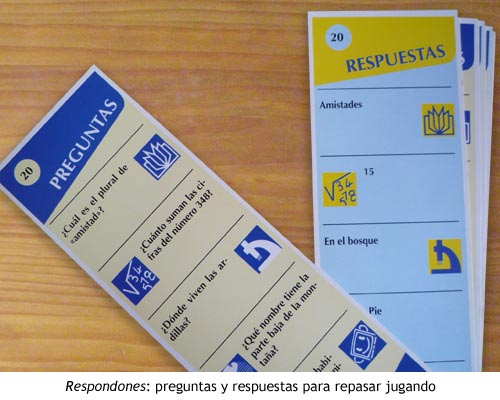 20
PREGUNTAS
¿Cuál es el plural de
«amistad»?
¿Cuánto suman las ci-
fras del número 348?
¿Dónde viven las ar-
dillas?
¿Qué nombre tiene la
parte baja de la mon-
taña?
20
RESPUESTAS
Amistades
15
En el bosque
Pie
Respondones: preguntas y respuestas para repasar jugando